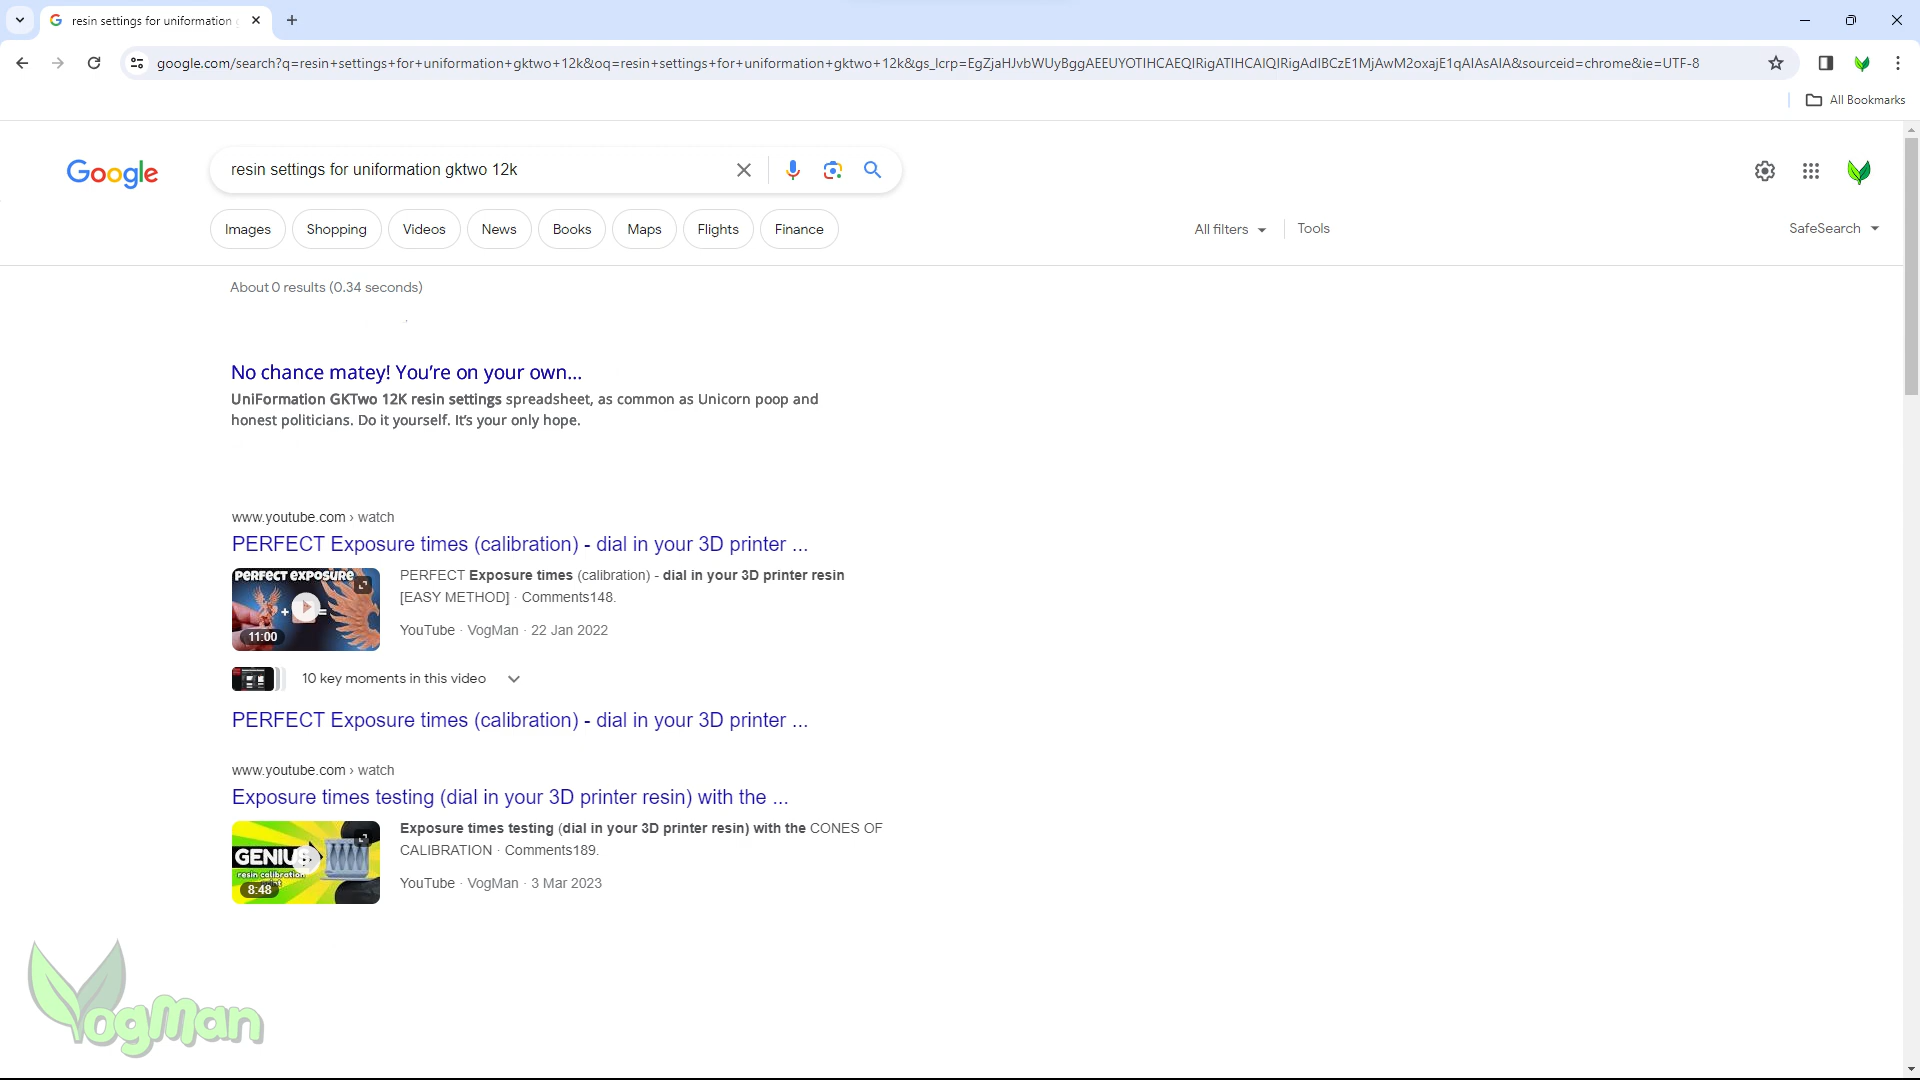 resin settings for uniformation
google.com/search?q=resin+settings+for+uniformation+gktwo+12k&oq=resin+settings+for+uniformation+gktwo+12k&gs_lcrp=EgZjaHJvbWUyBggAEEUYOTIHCAEQIRigATIHCAIQIRigAdIBCzE1MjAwM2oxajE1qAIAsAIA&sourceid=chrome&ie=UTF-8
All Bookmarks
Google
resin settings for uniformation gktwo 12k
Images Shopping Videos News Books Maps Flights Finance All filters Tools SafeSearch
About 0 results (0.34 seconds)
No chance matey! You're on your own...
UniFormation GKTwo 12K resin settings spreadsheet, as common as Unicorn poop and
honest politicians. Do it yourself. It's your only hope.
www.youtube.com › watch
PERFECT Exposure times (calibration) - dial in your 3D printer ...
PERFECT EXPOSURE
11:00
PERFECT Exposure times (calibration) - dial in your 3D printer resin
[EASY METHOD] · Comments148.
YouTube · VogMan · 22 Jan 2022
10 key moments in this video
PERFECT Exposure times (calibration) - dial in your 3D printer ...
www.youtube.com › watch
Exposure times testing (dial in your 3D printer resin) with the ...
GENIUS
resin calibration
8:48
Exposure times testing (dial in your 3D printer resin) with the CONES OF
CALIBRATION · Comments189.
YouTube · VogMan · 3 Mar 2023
VogMan